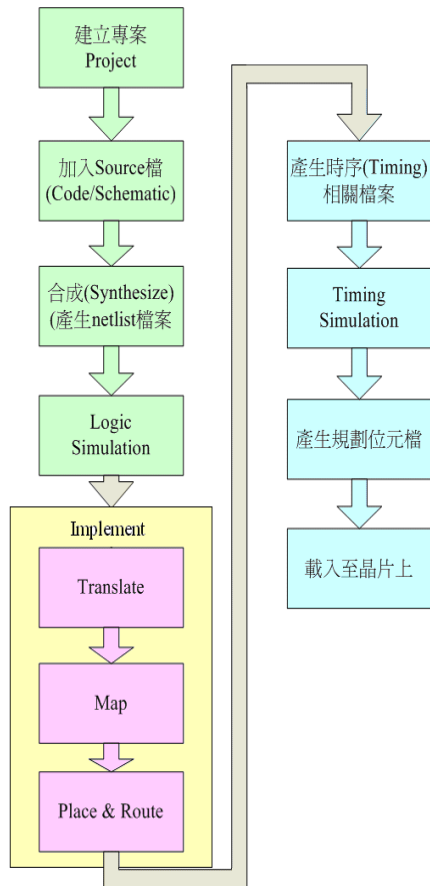 建立專案
Project
加入Source檔
(Code/Schematic)
合成(Synthesize)
(產生netlist檔案
Logic
Simulation
Implement
Translate
Map
Place & Route
產生時序(Timing)
相關檔案
Timing
Simulation
產生規劃位元檔
載入至晶片上